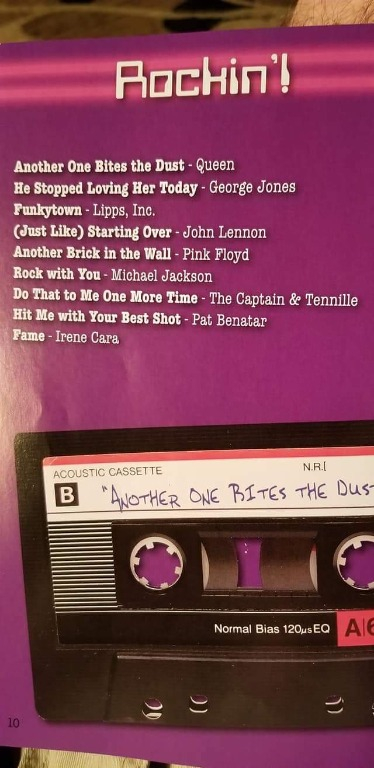 Rockin'!
Another One Bites the Dust - Queen
He Stopped Loving Her Today - George Jones
Funkytown - Lipps, Inc.
(Just Like) Starting Over - John Lennon
Another Brick in the Wall - Pink Floyd
Rock with You - Michael Jackson
Do That to Me One More Time - The Captain & Tennille
Hit Me with Your Best Shot - Pat Benatar
Fame - Irene Cara
ACOUSTIC CASSETTE N.R.[
B "ANOTHER ONE BITES THE DUS
Normal Bias 120µs EQ A|6
10